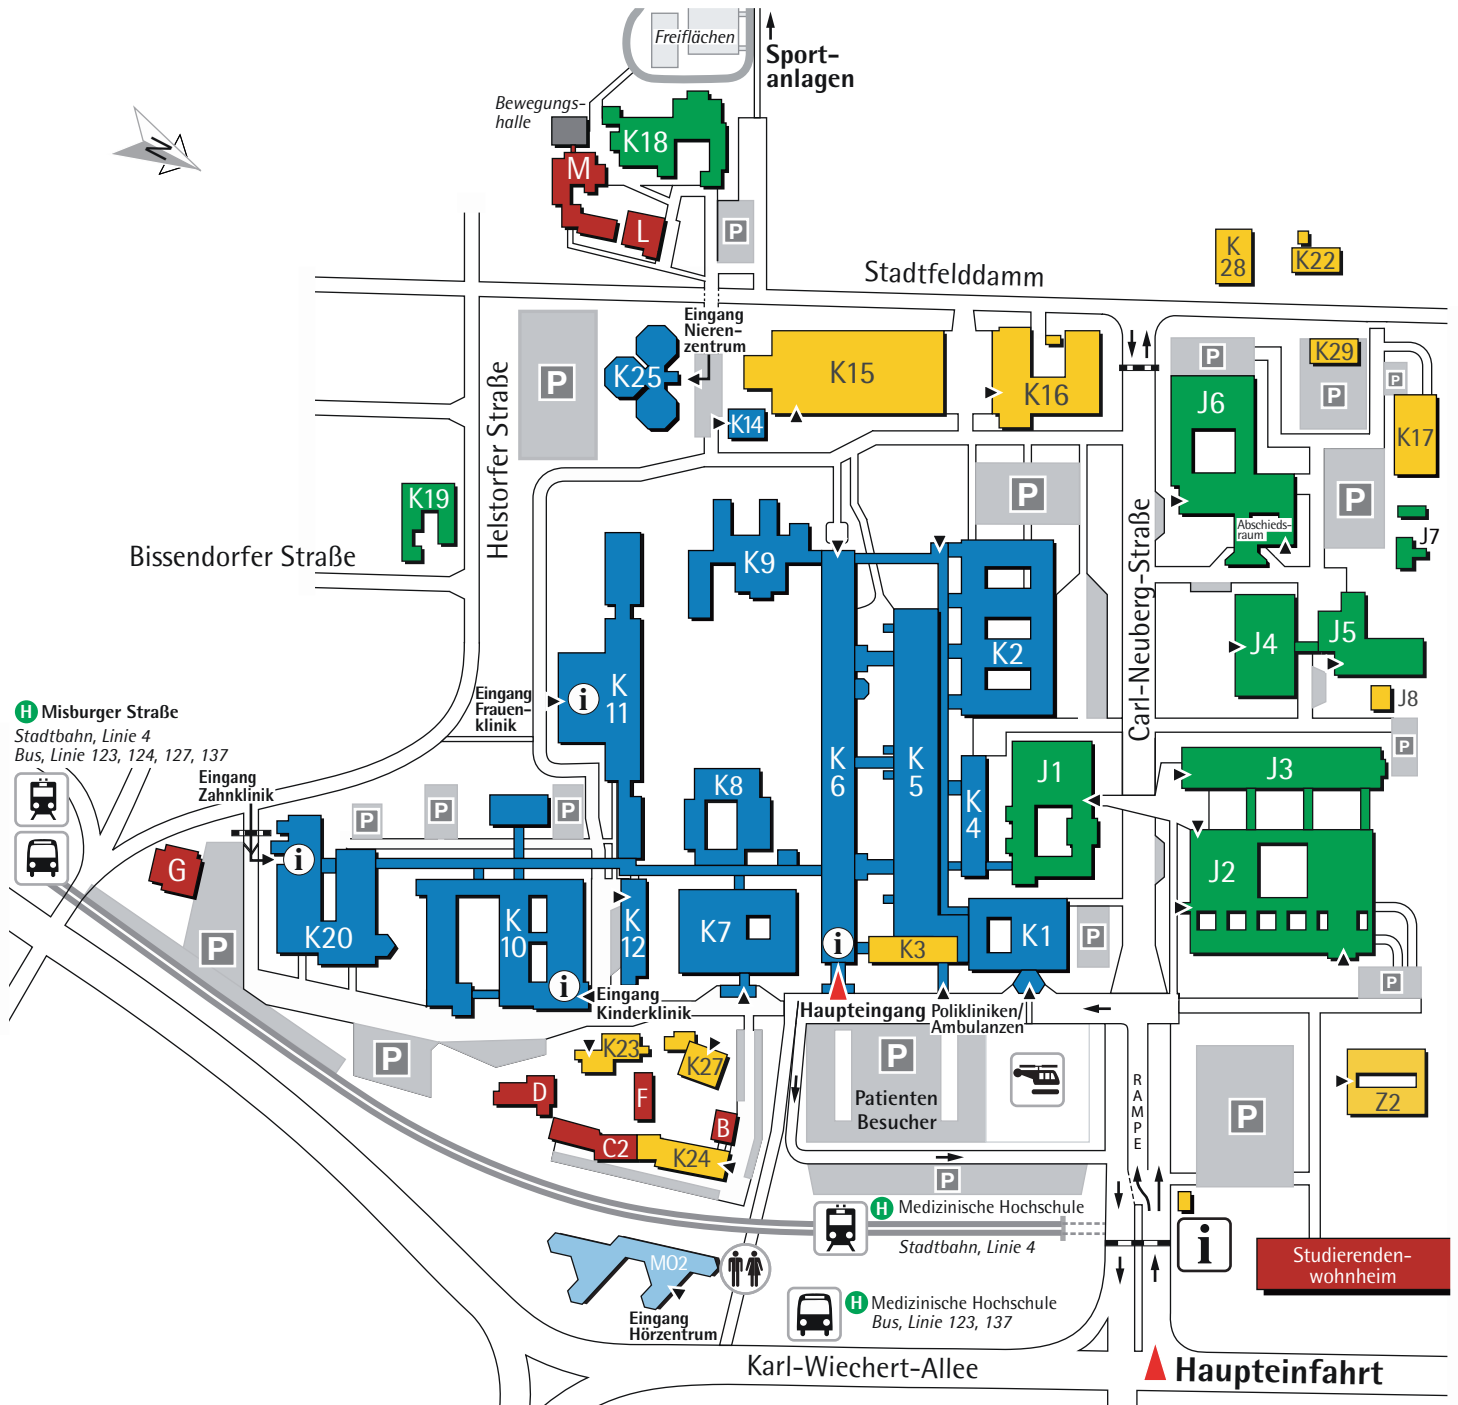 Freiflächen
Sport-
anlagen
Bewegungs-
halle
K18
M
L
P
N
Stadtfelddamm
K
28
K22
Eingang
Nieren-
zentrum
P
K25
K14
K15
K16
P
K29
P
P
J6
K17
Helstorfer Straße
K19
Bissendorfer Straße
P
P
Abschieds-
raum
J7
Carl-Neuberg-Straße
K9
K2
J4
J5
J8
P
Eingang
Frauen-
klinik
i
K
11
H Misburger Straße
Stadtbahn, Linie 4
Bus, Linie 123, 124, 127, 137
Eingang
Zahnklinik
P
P
P
K8
K
6
K
5
K
4
J1
J3
J2
G
i
K20
P
K
10
i
K
12
K7
i
K3
K1
P
P
Eingang
Kinderklinik
Haupteingang
Polikliniken/
Ambulanzen
P
K23
K27
D
F
B
C2
K24
P
Patienten
Besucher
RAMPE
P
Z2
P
H Medizinische Hochschule
Stadtbahn, Linie 4
i
Studierenden-
wohnheim
MO2
Eingang
Hörzentrum
H Medizinische Hochschule
Bus, Linie 123, 137
Karl-Wiechert-Allee
Haupteinfahrt